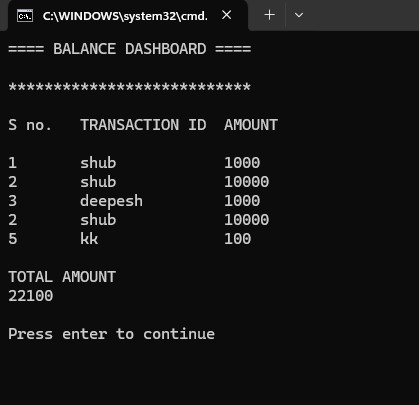 C:\WINDOWS\system32\cmd.
==== BALANCE DASHBOARD ====
***************************
S no. TRANSACTION ID AMOUNT
1 shub 1000
2 shub 10000
3 deepesh 1000
2 shub 10000
5 kk 100
TOTAL AMOUNT
22100
Press enter to continue